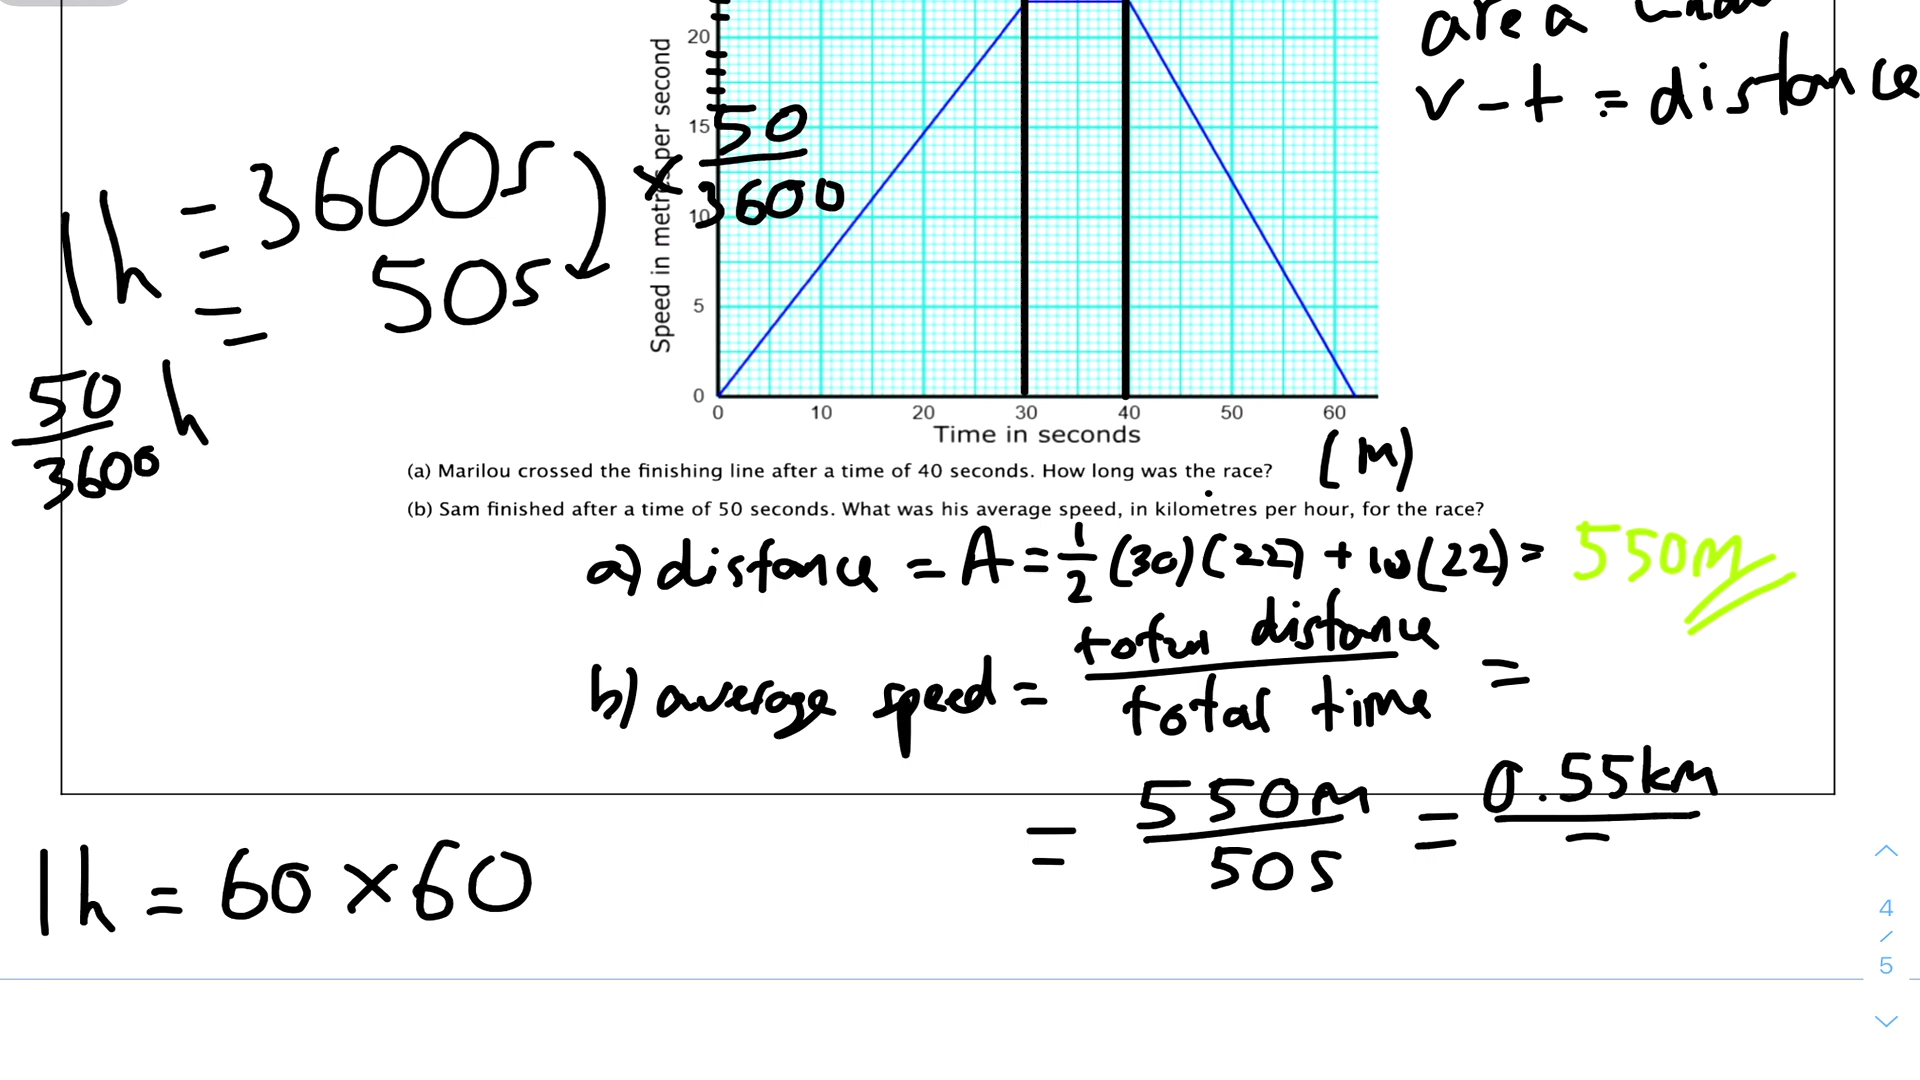 area
v-t = distance
20
15
10
5
0
Speed in metres per second
0 10 20 30 40 50 60
Time in seconds
× 50/3600
1h = 3600s
= 50s
50/3600 h
(m)
(a) Marilou crossed the finishing line after a time of 40 seconds. How long was the race?
(b) Sam finished after a time of 50 seconds. What was his average speed, in kilometres per hour, for the race?
a) distance = A = 1/2 (30)(22) + 10(22) = 550m
b) average speed = total distance / total time =
= 550m / 50s = 0.55km / =
1h = 60 × 60
4
/
5